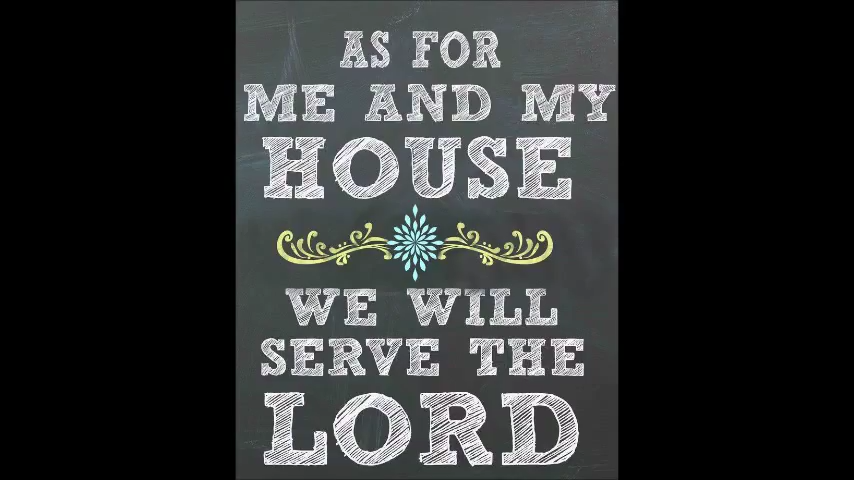 AS FOR
ME AND MY
HOUSE
WE WILL
SERVE THE
LORD